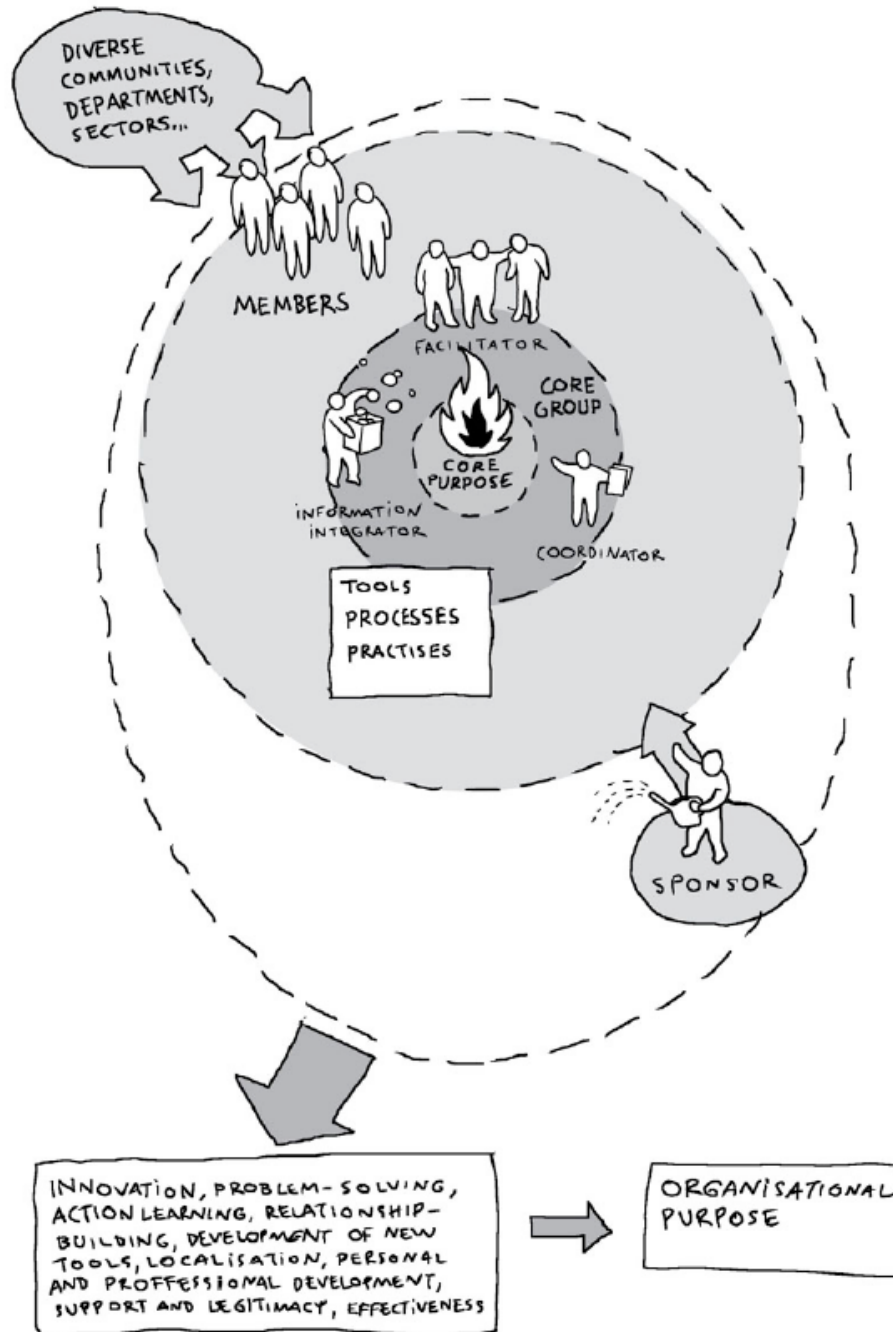 DIVERSE
COMMUNITIES,
DEPARTMENTS,
SECTORS...
MEMBERS
FACILITATOR
CORE
GROUP
CORE
PURPOSE
INFORMATION
INTEGRATOR
COORDINATOR
TOOLS
PROCESSES
PRACTISES
SPONSOR
INNOVATION, PROBLEM-SOLVING,
ACTION LEARNING, RELATIONSHIP-
BUILDING, DEVELOPMENT OF NEW
TOOLS, LOCALISATION, PERSONAL
AND PROFFESSIONAL DEVELOPMENT,
SUPPORT AND LEGITIMACY, EFFECTIVENESS
ORGANISATIONAL
PURPOSE